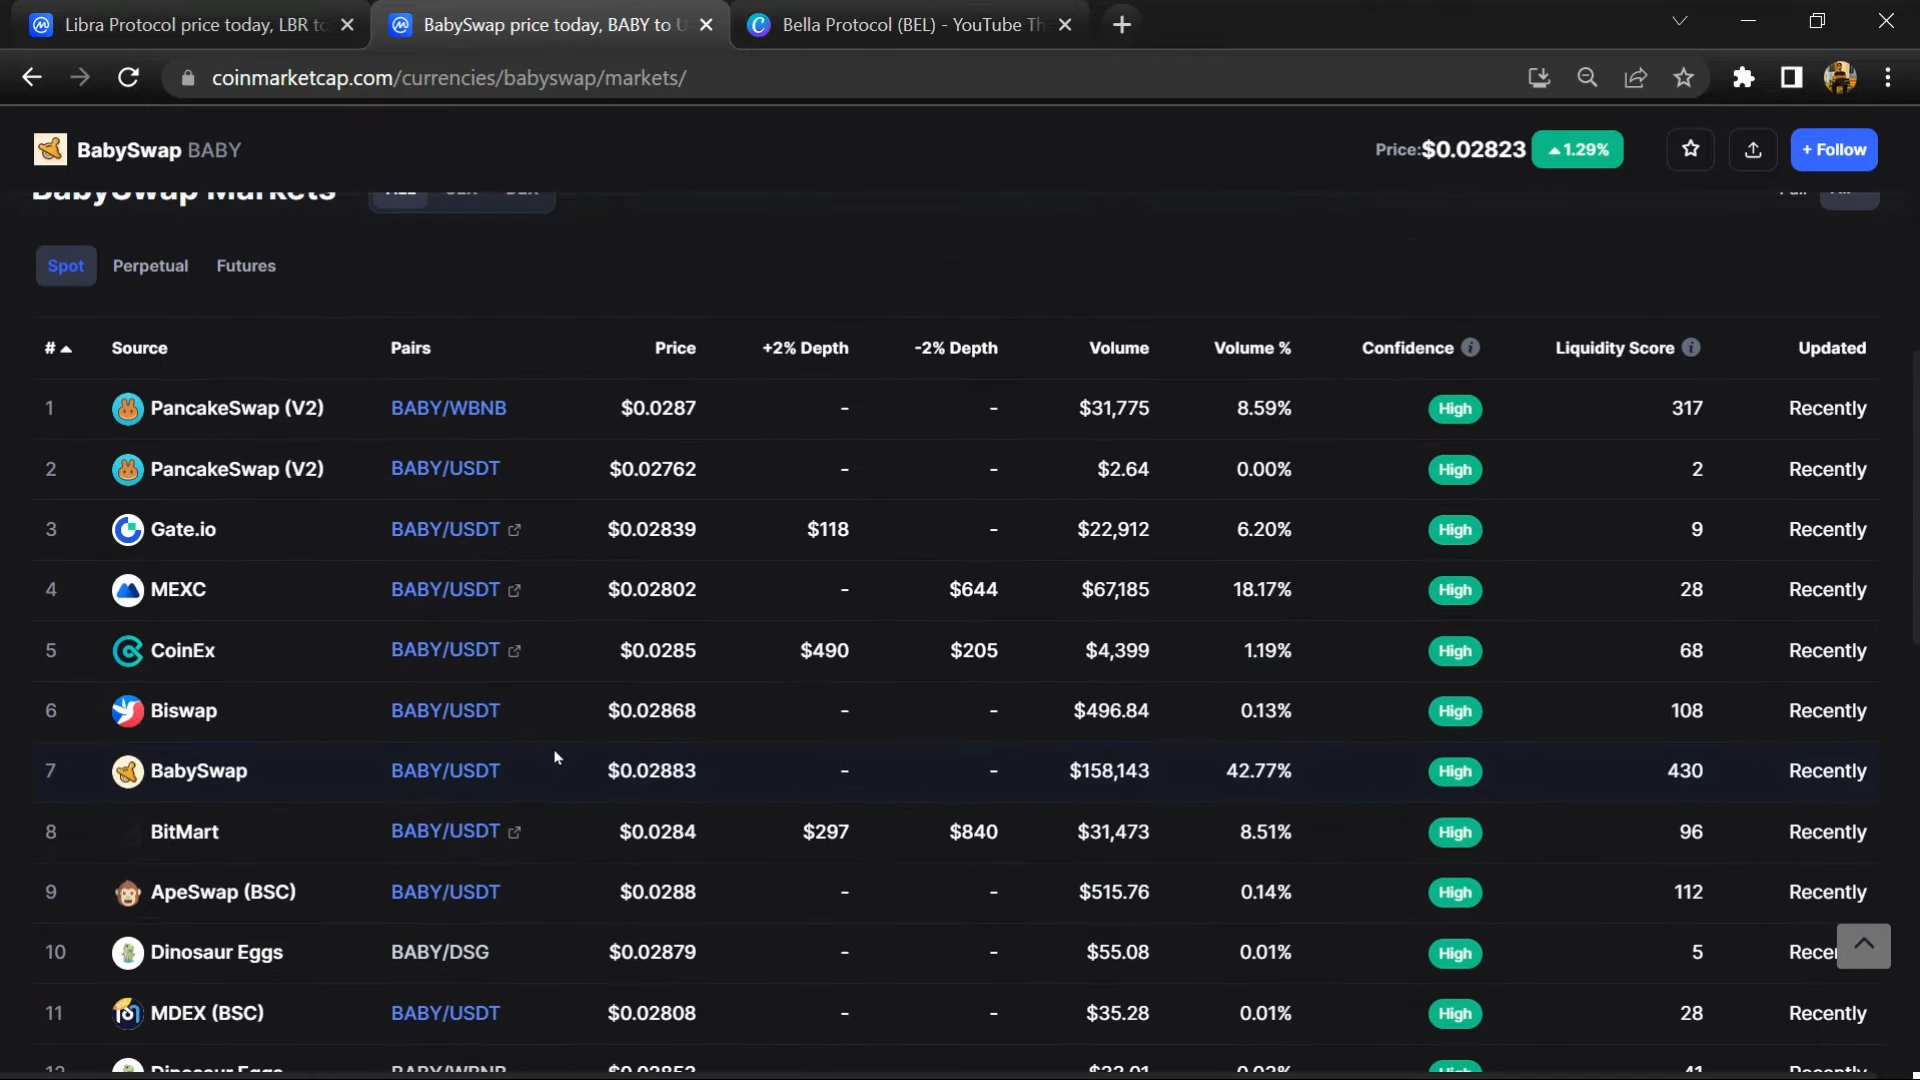 Libra Protocol price today, LBR to
BabySwap price today, BABY to U
Bella Protocol (BEL) - YouTube Th
coinmarketcap.com/currencies/babyswap/markets/
BabySwap BABY
Price:$0.02823 1.29% + Follow
BabySwap Markets
Spot Perpetual Futures
# Source Pairs Price +2% Depth -2% Depth Volume Volume % Confidence Liquidity Score Updated
1 PancakeSwap (V2) BABY/WBNB $0.0287 - - $31,775 8.59% High 317 Recently
2 PancakeSwap (V2) BABY/USDT $0.02762 - - $2.64 0.00% High 2 Recently
3 Gate.io BABY/USDT $0.02839 $118 - $22,912 6.20% High 9 Recently
4 MEXC BABY/USDT $0.02802 - $644 $67,185 18.17% High 28 Recently
5 CoinEx BABY/USDT $0.0285 $490 $205 $4,399 1.19% High 68 Recently
6 Biswap BABY/USDT $0.02868 - - $496.84 0.13% High 108 Recently
7 BabySwap BABY/USDT $0.02883 - - $158,143 42.77% High 430 Recently
8 BitMart BABY/USDT $0.0284 $297 $840 $31,473 8.51% High 96 Recently
9 ApeSwap (BSC) BABY/USDT $0.0288 - - $515.76 0.14% High 112 Recently
10 Dinosaur Eggs BABY/DSG $0.02879 - - $55.08 0.01% High 5 Rece
11 MDEX (BSC) BABY/USDT $0.02808 - - $35.28 0.01% High 28 Recently